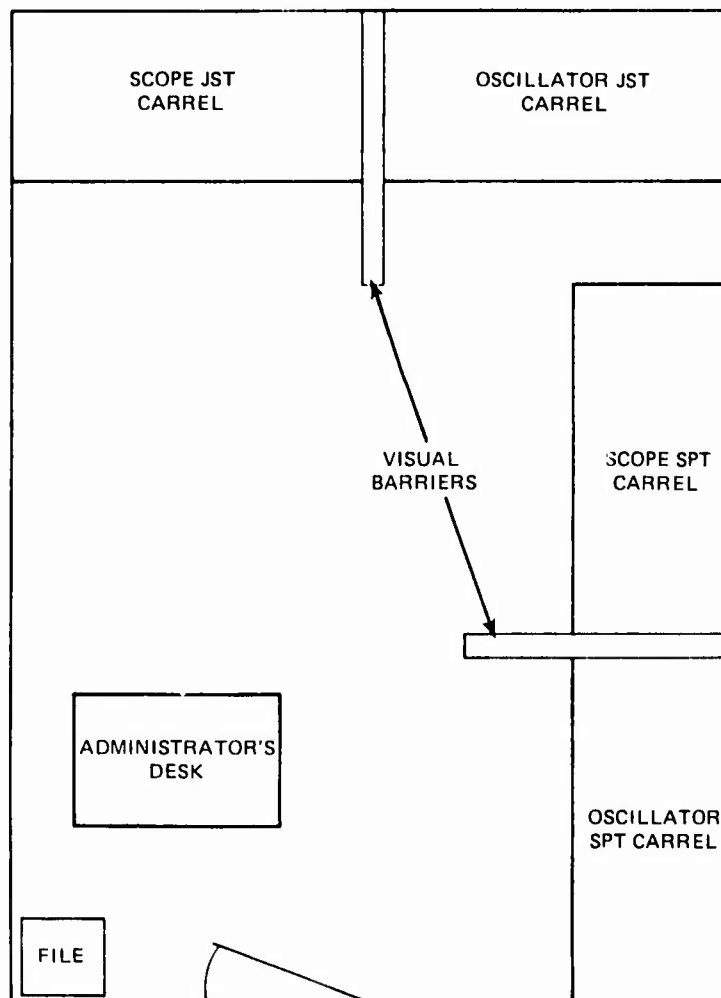 SCOPE JST
CARREL
OSCILLATOR JST
CARREL
VISUAL
BARRIERS
SCOPE SPT
CARREL
ADMINISTRATOR'S
DESK
OSCILLATOR
SPT CARREL
FILE